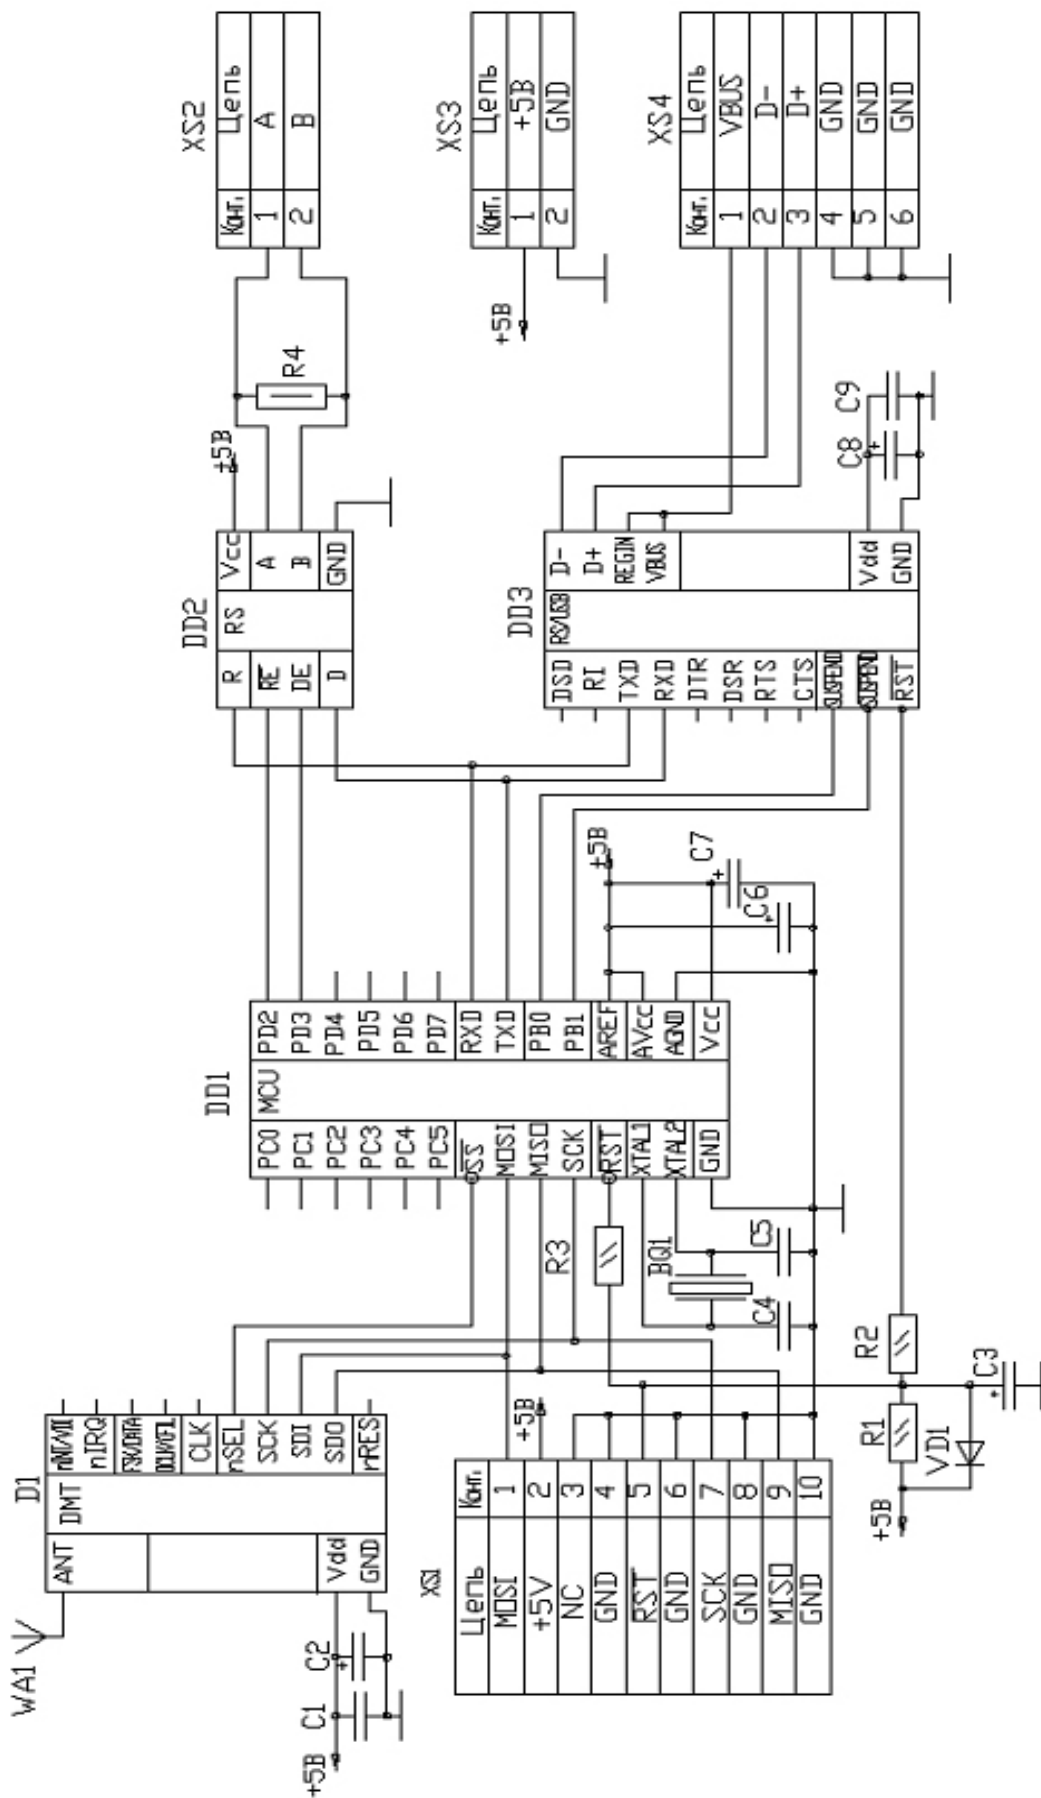 WA1
ANT
D1
DMT
nIRQ
CLK
nSEL
SCK
SDI
SDO
nRES
Vdd
GND
C1
C2
+5В
XS1
Цепь
Конт.
MOSI
1
+5V
2
NC
3
GND
4
RST
5
GND
6
SCK
7
GND
8
MISO
9
GND
10
+5В
+5В
R1
VD1
R2
C3
R3
BQ1
C4
C5
DD1
MCU
PC0
PC1
PC2
PC3
PC4
PC5
SS
MOSI
MISO
SCK
RST
XTAL1
XTAL2
GND
PD2
PD3
PD4
PD5
PD6
PD7
RXD
TXD
PB0
PB1
AREF
AVcc
AGND
Vcc
+5В
C6
C7
DD2
RS
R
RE
DE
D
Vcc
A
B
GND
+5В
R4
DD3
RS/USB
DSD
RI
TXD
RXD
DTR
DSR
RTS
CTS
SUSPEND
SUSPEND
RST
D-
D+
REGIN
VBUS
Vdd
GND
C8
C9
XS2
Конт.
Цепь
1
A
2
B
XS3
Конт.
Цепь
1
+5В
2
GND
+5В
XS4
Конт.
Цепь
1
VBUS
2
D-
3
D+
4
GND
5
GND
6
GND